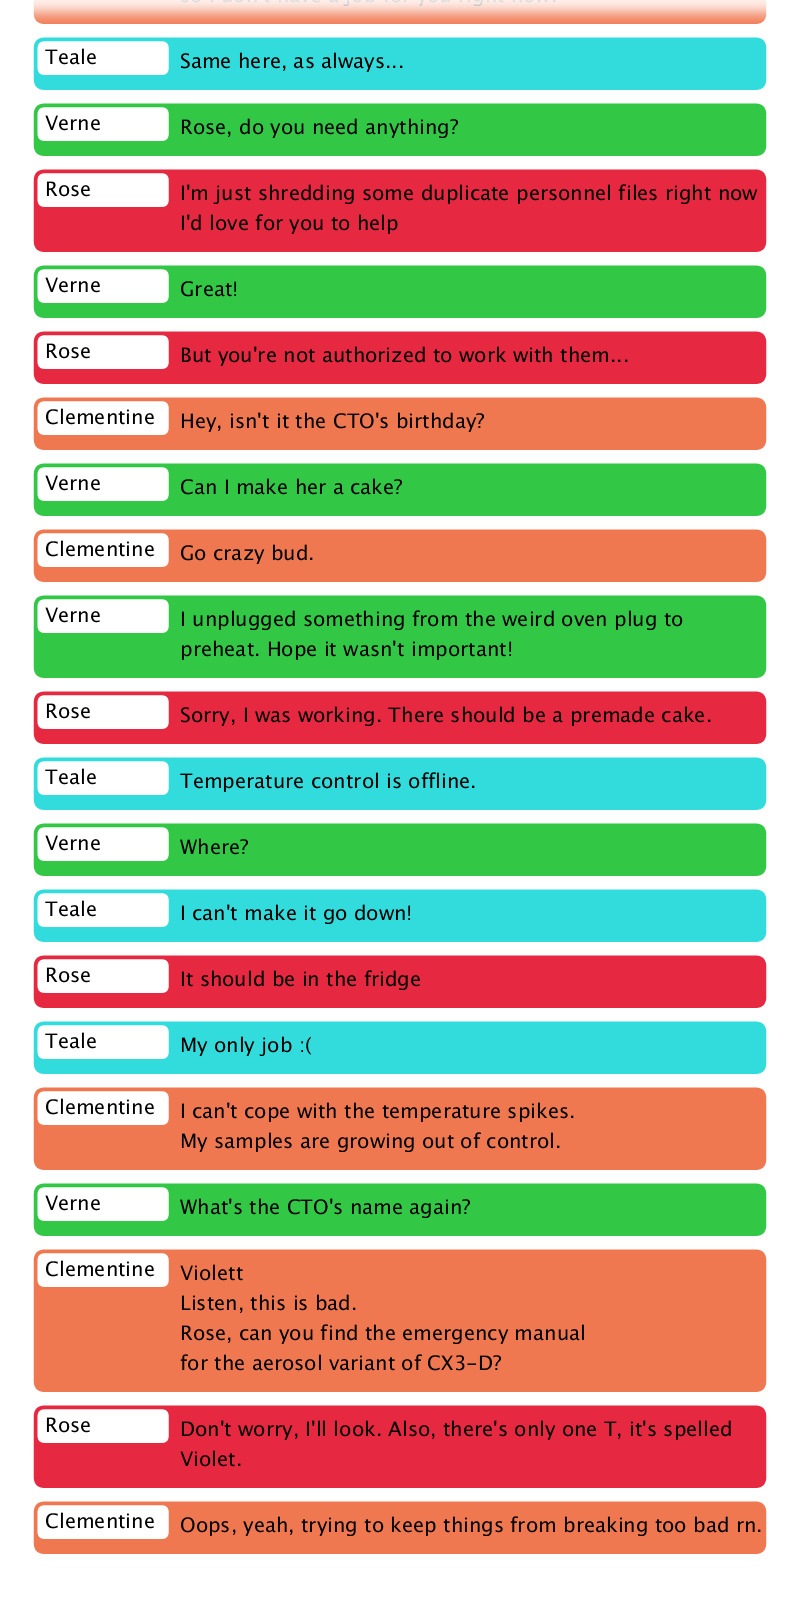 Teale
Same here, as always...
Verne
Rose, do you need anything?
Rose
I'm just shredding some duplicate personnel files right now
I'd love for you to help
Verne
Great!
Rose
But you're not authorized to work with them...
Clementine
Hey, isn't it the CTO's birthday?
Verne
Can I make her a cake?
Clementine
Go crazy bud.
Verne
I unplugged something from the weird oven plug to
preheat. Hope it wasn't important!
Rose
Sorry, I was working. There should be a premade cake.
Teale
Temperature control is offline.
Verne
Where?
Teale
I can't make it go down!
Rose
It should be in the fridge
Teale
My only job :(
Clementine
I can't cope with the temperature spikes.
My samples are growing out of control.
Verne
What's the CTO's name again?
Clementine
Violett
Listen, this is bad.
Rose, can you find the emergency manual
for the aerosol variant of CX3-D?
Rose
Don't worry, I'll look. Also, there's only one T, it's spelled
Violet.
Clementine
Oops, yeah, trying to keep things from breaking too bad rn.